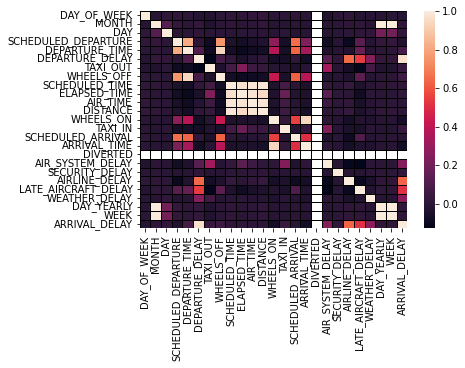 DAY_OF_WEEK
MONTH
DAY
SCHEDULED_DEPARTURE
DEPARTURE_TIME
DEPARTURE_DELAY
TAXI_OUT
WHEELS_OFF
SCHEDULED_TIME
ELAPSED_TIME
AIR_TIME
DISTANCE
WHEELS_ON
TAXI_IN
SCHEDULED_ARRIVAL
ARRIVAL_TIME
DIVERTED
AIR_SYSTEM_DELAY
SECURITY_DELAY
AIRLINE_DELAY
LATE_AIRCRAFT_DELAY
WEATHER_DELAY
DAY_YEARLY
WEEK
ARRIVAL_DELAY
DAY_OF_WEEK
MONTH
DAY
SCHEDULED_DEPARTURE
DEPARTURE_TIME
DEPARTURE_DELAY
TAXI_OUT
WHEELS_OFF
SCHEDULED_TIME
ELAPSED_TIME
AIR_TIME
DISTANCE
WHEELS_ON
TAXI_IN
SCHEDULED_ARRIVAL
ARRIVAL_TIME
DIVERTED
AIR_SYSTEM_DELAY
SECURITY_DELAY
AIRLINE_DELAY
LATE_AIRCRAFT_DELAY
WEATHER_DELAY
DAY_YEARLY
WEEK
ARRIVAL_DELAY
1.0
0.8
0.6
0.4
0.2
0.0